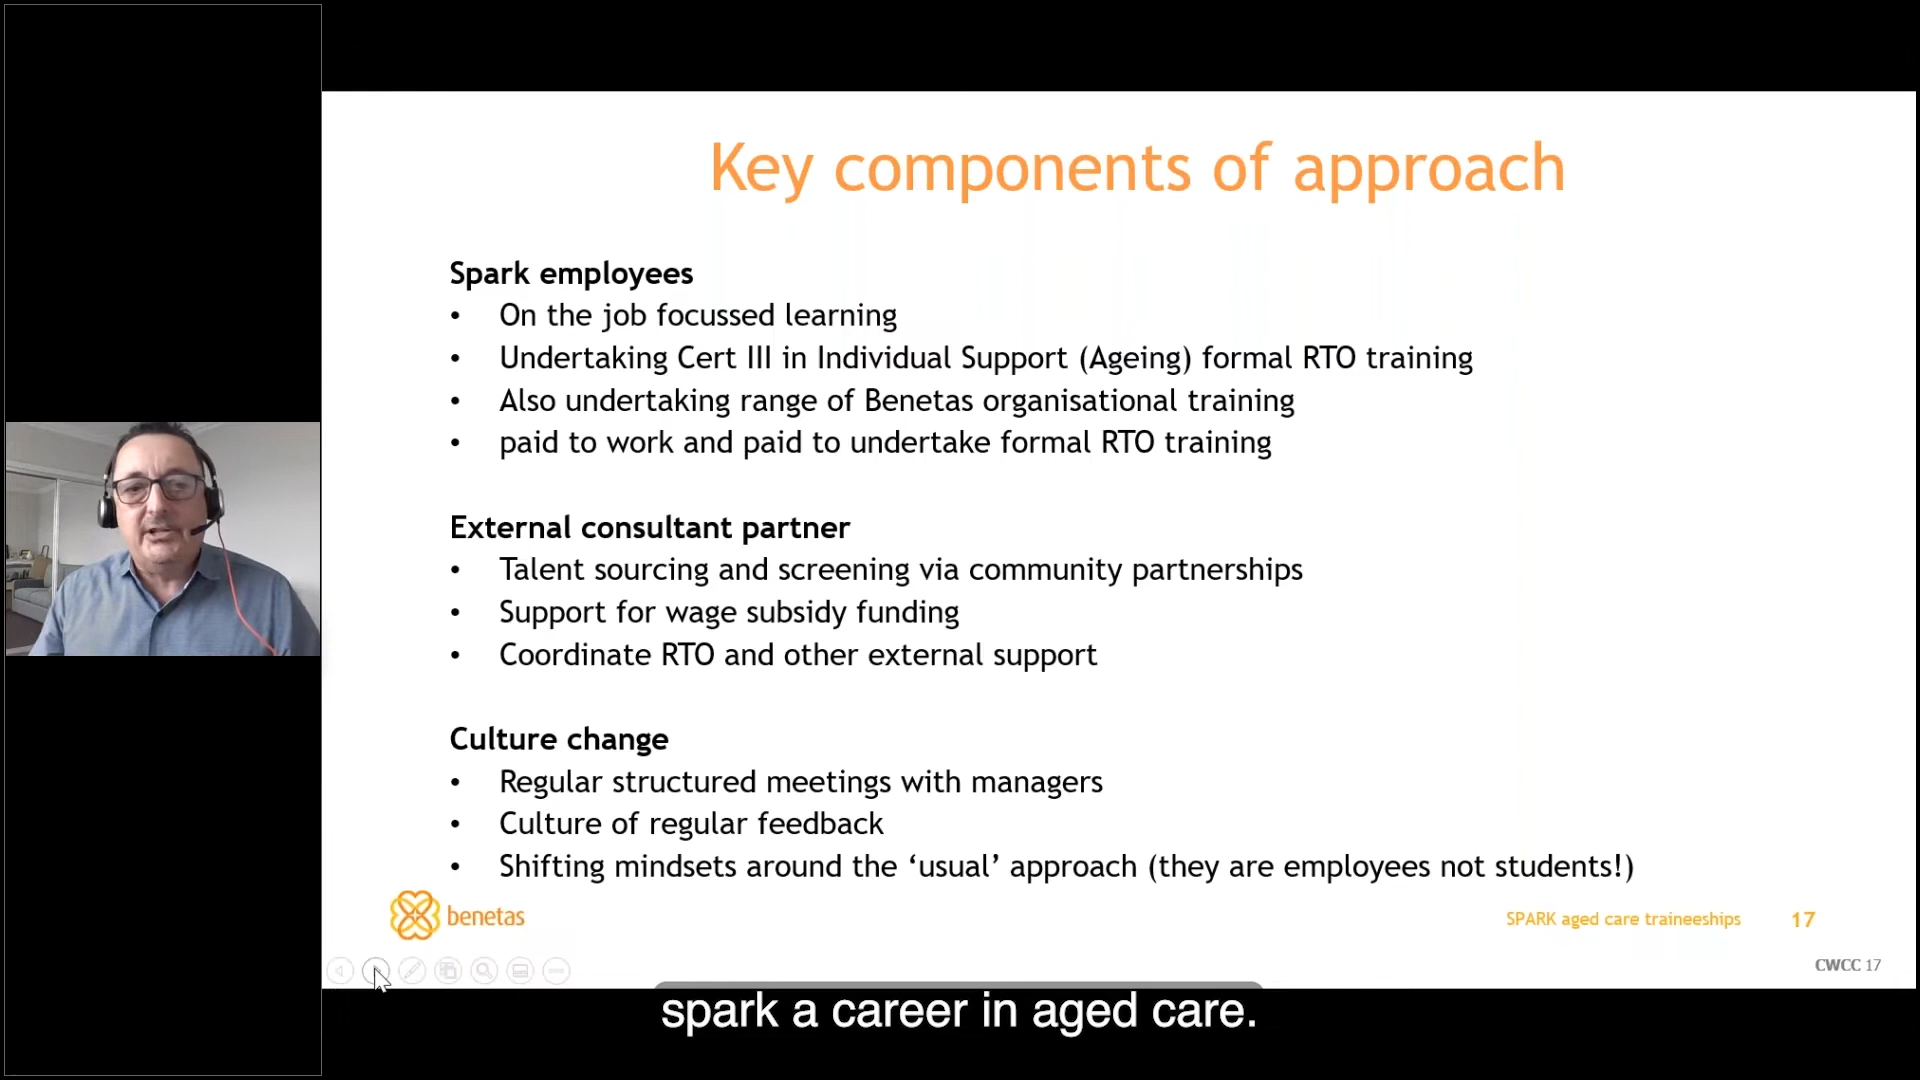 Key components of approach
Spark employees
• On the job focussed learning
• Undertaking Cert III in Individual Support (Ageing) formal RTO training
• Also undertaking range of Benetas organisational training
• paid to work and paid to undertake formal RTO training
External consultant partner
• Talent sourcing and screening via community partnerships
• Support for wage subsidy funding
• Coordinate RTO and other external support
Culture change
• Regular structured meetings with managers
• Culture of regular feedback
• Shifting mindsets around the ‘usual’ approach (they are employees not students!)
benetas
SPARK aged care traineeships 17
CWCC 17
spark a career in aged care.